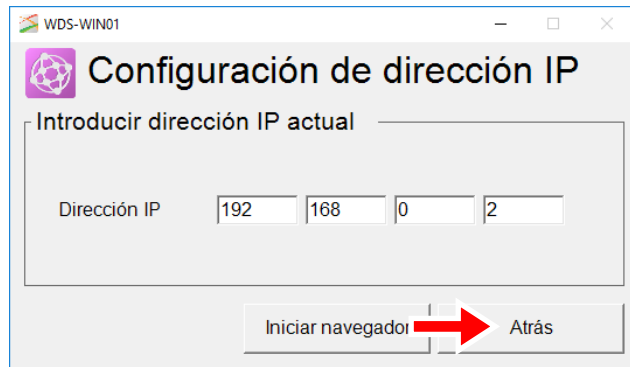 WDS-WIN01
Configuración de dirección IP
Introducir dirección IP actual
Dirección IP 192 168 0 2
Iniciar navegador Atrás